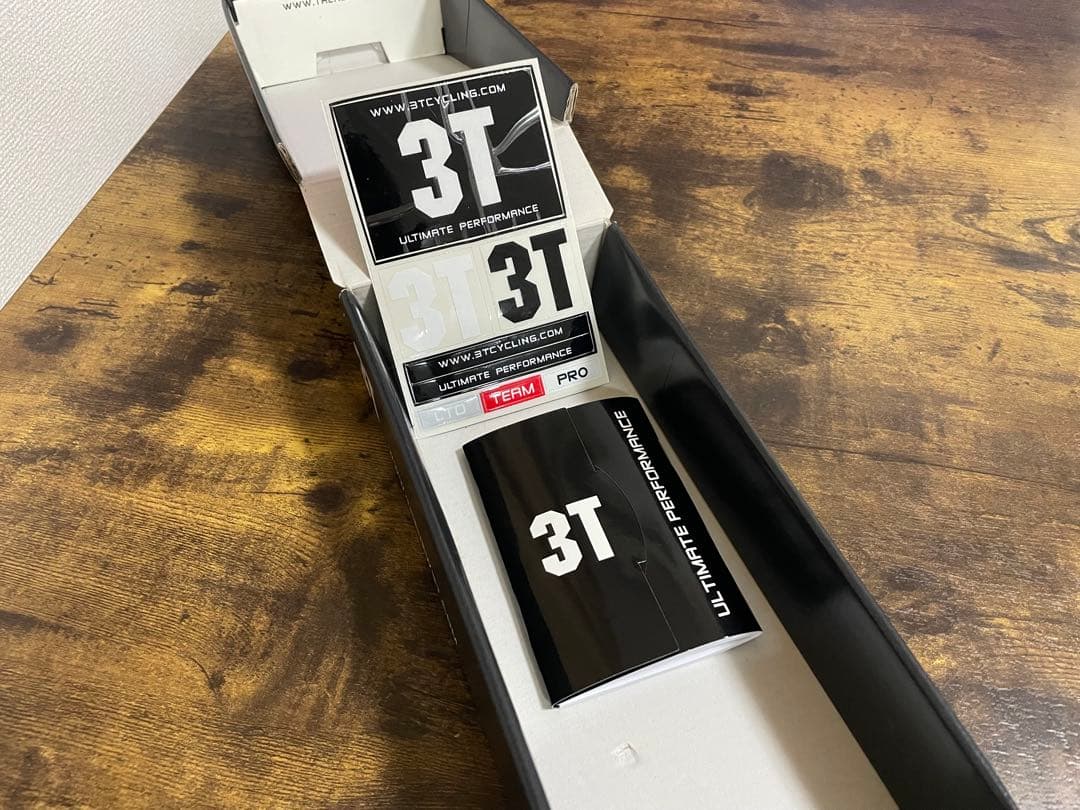 WWW.3TCYCLING.COM
3T
ULTIMATE PERFORMANCE
3T 3T
WWW.3TCYCLING.COM
ULTIMATE PERFORMANCE
LTD TEAM PRO
3T
ULTIMATE PERFORMANCE